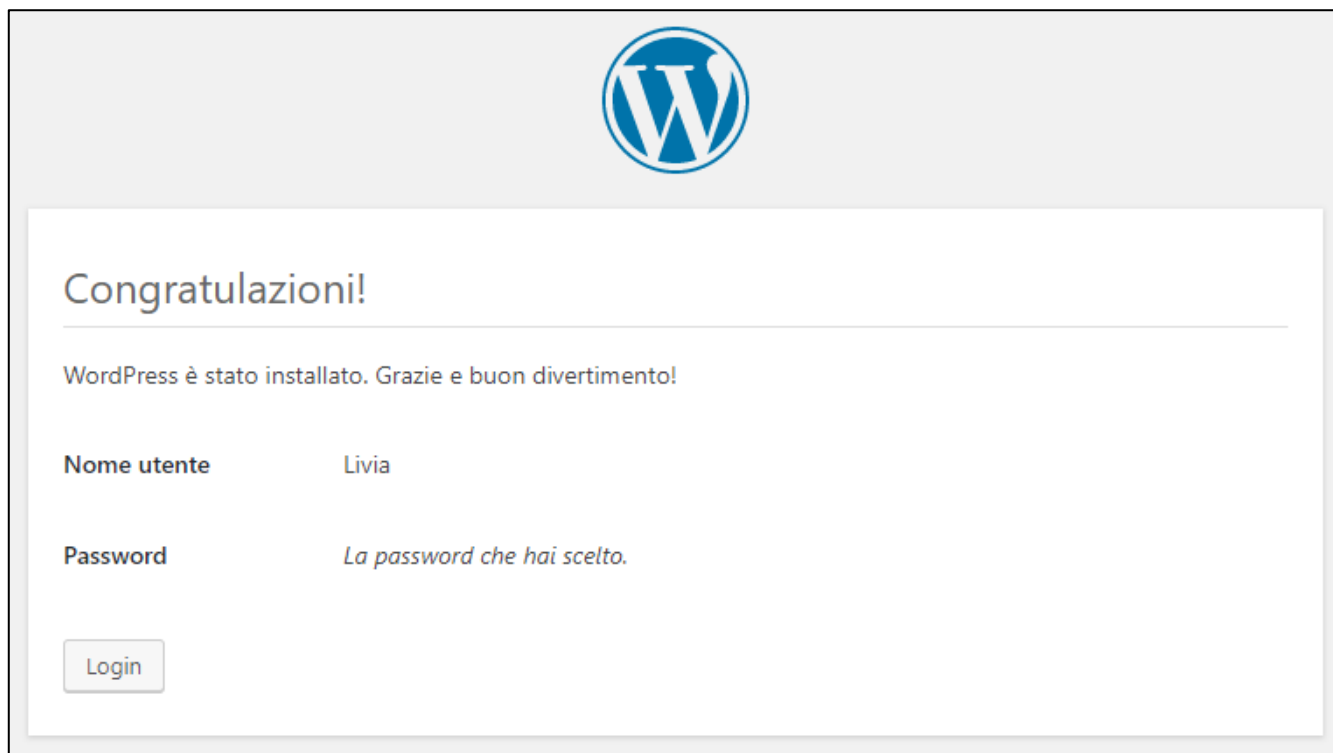 Congratulazioni!
WordPress è stato installato. Grazie e buon divertimento!
Nome utente Livia
Password La password che hai scelto.
Login